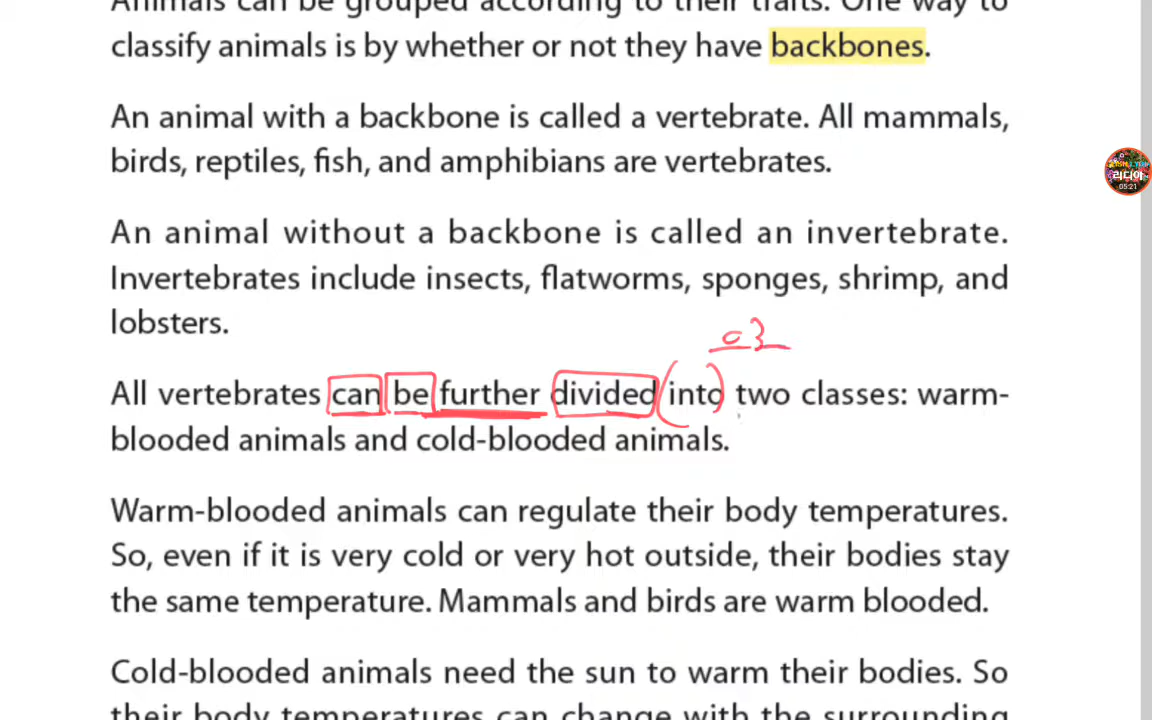 Animals can be grouped according to their traits. One way to
classify animals is by whether or not they have backbones.
An animal with a backbone is called a vertebrate. All mammals,
birds, reptiles, fish, and amphibians are vertebrates.
리디아
05:21
An animal without a backbone is called an invertebrate.
Invertebrates include insects, flatworms, sponges, shrimp, and
lobsters.
All vertebrates can be further divided into two classes: warm-
blooded animals and cold-blooded animals.
Warm-blooded animals can regulate their body temperatures.
So, even if it is very cold or very hot outside, their bodies stay
the same temperature. Mammals and birds are warm blooded.
Cold-blooded animals need the sun to warm their bodies. So
their body temperatures can change with the surrounding